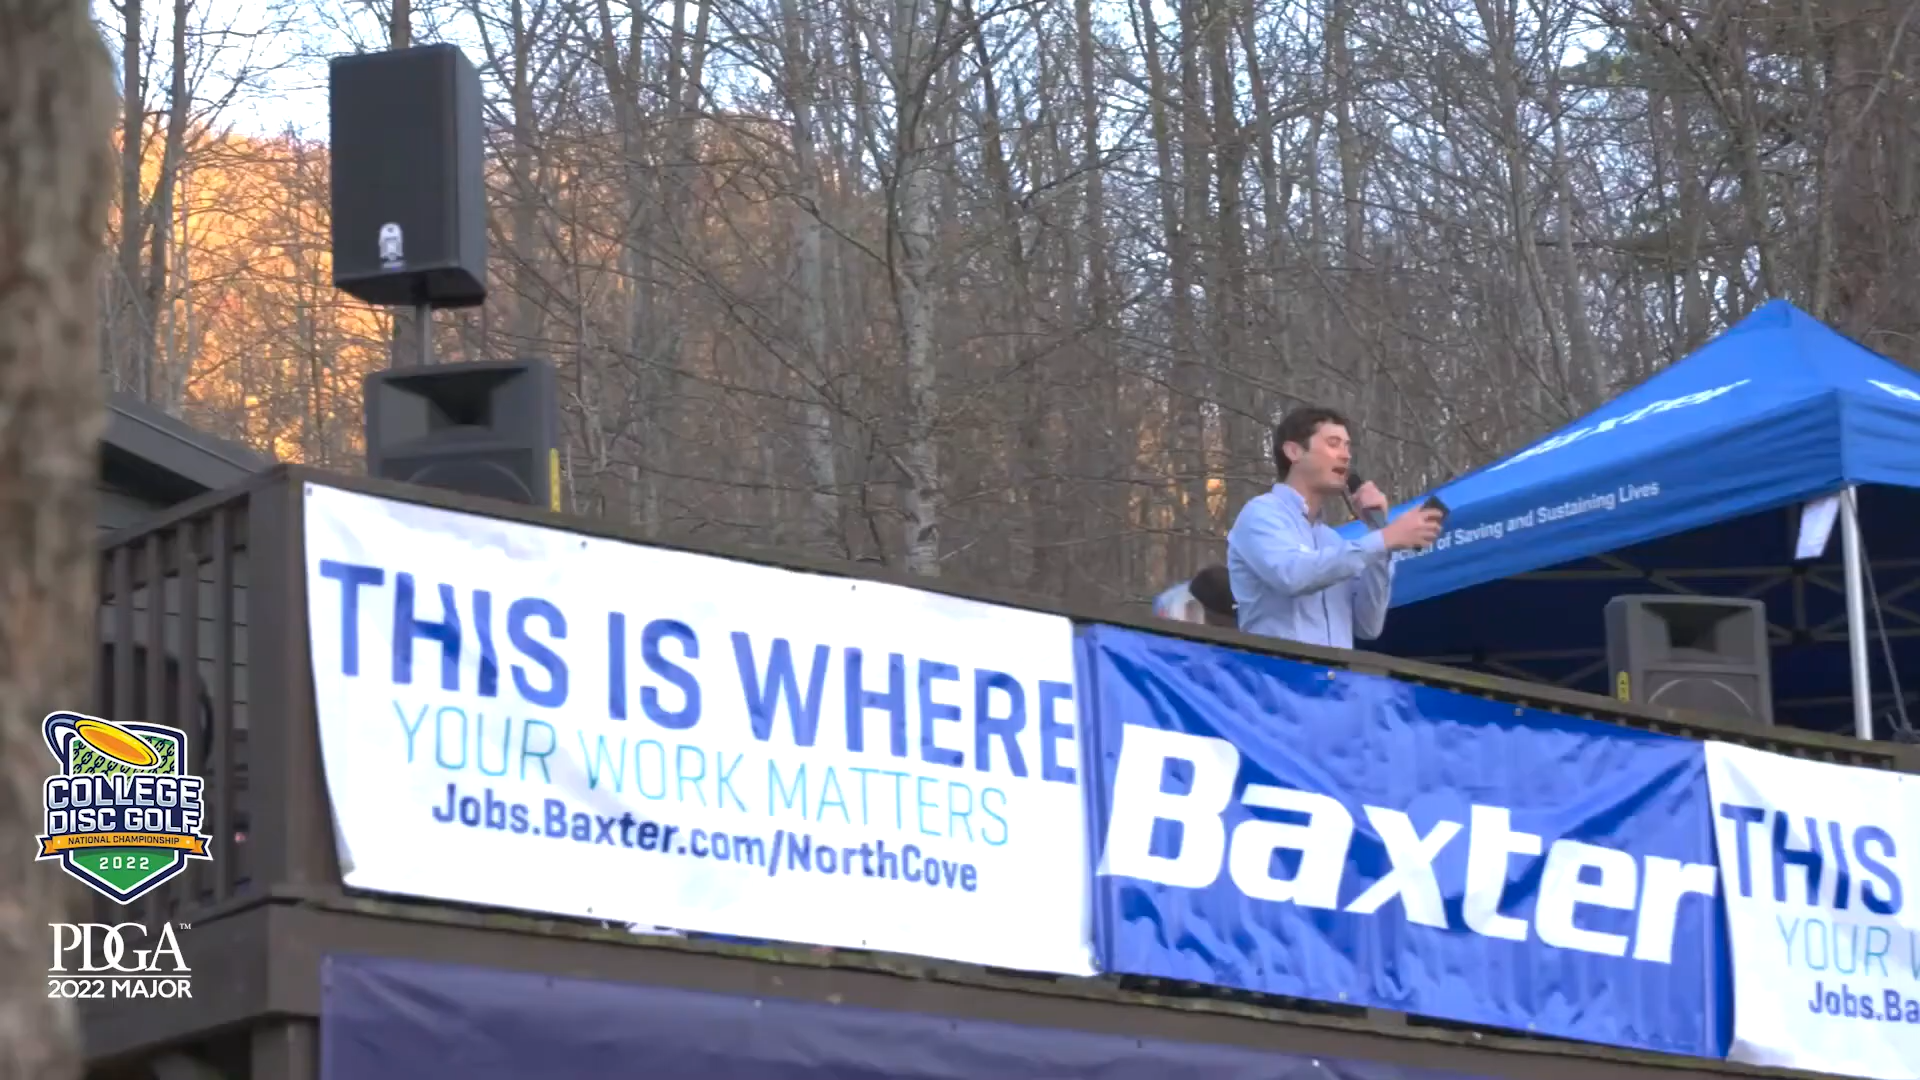 THIS IS WHERE
YOUR WORK MATTERS
Jobs.Baxter.com/NorthCove
Baxter
THIS
YOUR
Jobs.Ba
of Saving and Sustaining Lives
COLLEGE
DISC GOLF
NATIONAL CHAMPIONSHIP
2022
PDGA™
2022 MAJOR